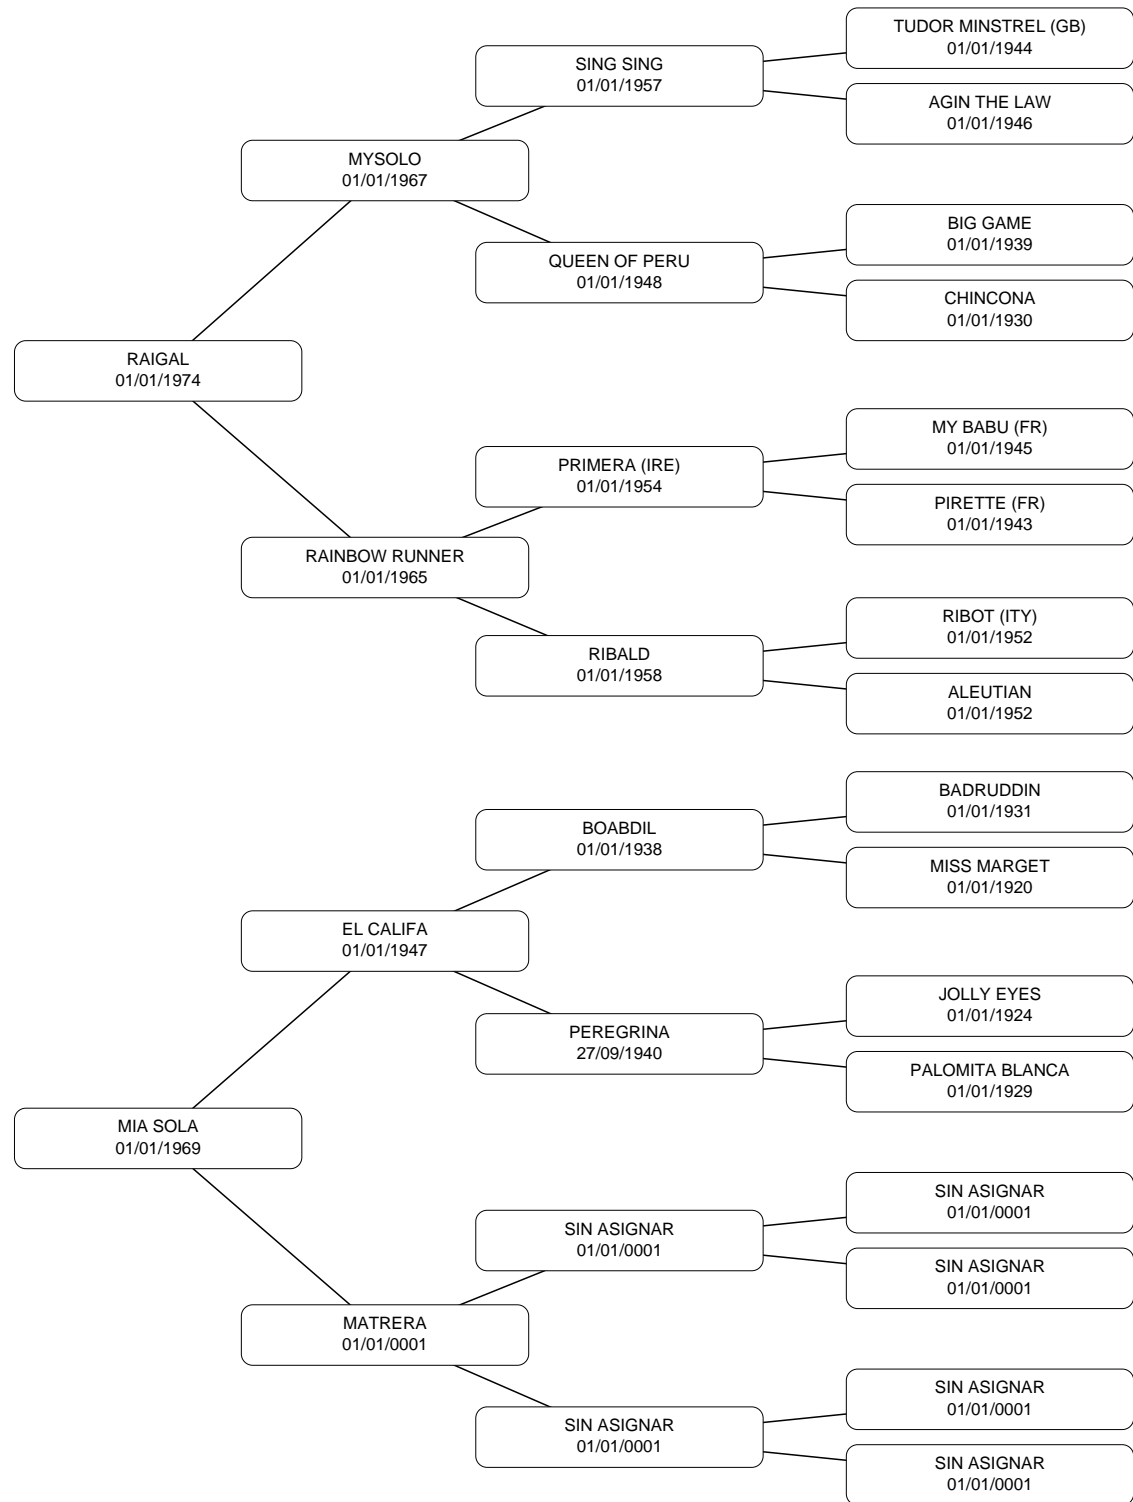 TUDOR MINSTREL (GB)
01/01/1944
SING SING
01/01/1957
AGIN THE LAW
01/01/1946
MYSOLO
01/01/1967
BIG GAME
01/01/1939
QUEEN OF PERU
01/01/1948
CHINCONA
01/01/1930
RAIGAL
01/01/1974
MY BABU (FR)
01/01/1945
PRIMERA (IRE)
01/01/1954
PIRETTE (FR)
01/01/1943
RAINBOW RUNNER
01/01/1965
RIBOT (ITY)
01/01/1952
RIBALD
01/01/1958
ALEUTIAN
01/01/1952
BADRUDDIN
01/01/1931
BOABDIL
01/01/1938
MISS MARGET
01/01/1920
EL CALIFA
01/01/1947
JOLLY EYES
01/01/1924
PEREGRINA
27/09/1940
PALOMITA BLANCA
01/01/1929
MIA SOLA
01/01/1969
SIN ASIGNAR
01/01/0001
SIN ASIGNAR
01/01/0001
SIN ASIGNAR
01/01/0001
MATRERA
01/01/0001
SIN ASIGNAR
01/01/0001
SIN ASIGNAR
01/01/0001
SIN ASIGNAR
01/01/0001